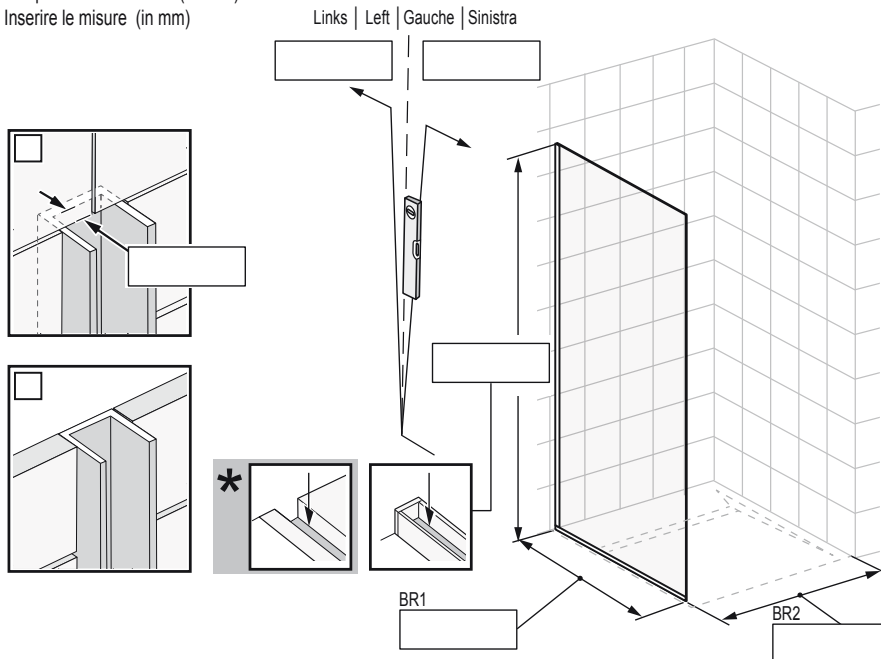 Inserire le misure (in mm)
Links | Left | Gauche | Sinistra
*
BR1
BR2